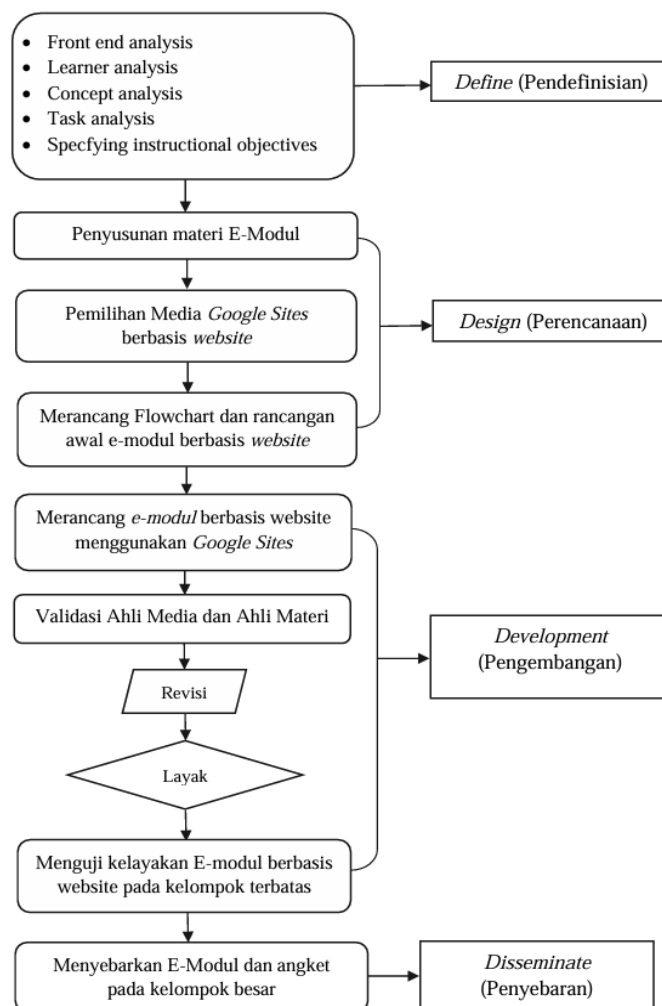 • Front end analysis
• Learner analysis
• Concept analysis
• Task analysis
• Specfying instructional objectives
Define (Pendefinisian)
Penyusunan materi E-Modul
Pemilihan Media Google Sites
berbasis website
Design (Perencanaan)
Merancang Flowchart dan rancangan
awal e-modul berbasis website
Merancang e-modul berbasis website
menggunakan Google Sites
Validasi Ahli Media dan Ahli Materi
Development
(Pengembangan)
Revisi
Layak
Menguji kelayakan E-modul berbasis
website pada kelompok terbatas
Menyebarkan E-Modul dan angket
pada kelompok besar
Disseminate
(Penyebaran)